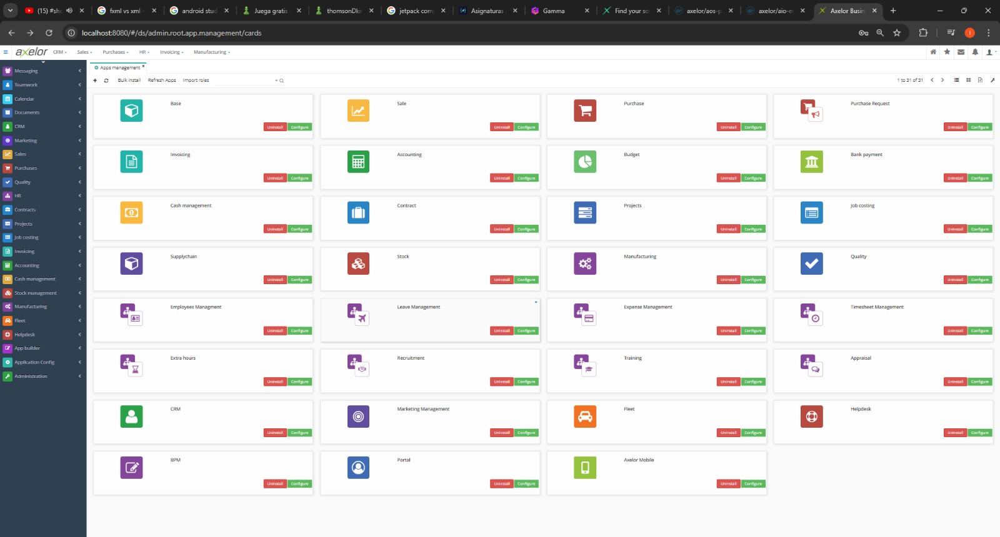 (15) #sho
fxml vs xml -
android stud
Juega gratis
thomsonDki
jetpack comp
Asignaturas
Gamma
Find your so
axelor/aos-p
axelor/aio-e
Axelor Busin
localhost:8080/#/ds/admin.root.app.management/cards
axelor
CRM
Sales
Purchases
HR
Invoicing
Manufacturing
Messaging
Teamwork
Calendar
Documents
CRM
Marketing
Sales
Purchases
Quality
HR
Contracts
Projects
Job costing
Invoicing
Accounting
Cash management
Stock management
Manufacturing
Fleet
Helpdesk
App builder
Application Config
Administration
Apps management
Bulk install
Refresh Apps
Import roles
1 to 31 of 31
Base
Uninstall Configure
Sale
Uninstall Configure
Purchase
Uninstall Configure
Purchase Request
Uninstall Configure
Invoicing
Uninstall Configure
Accounting
Uninstall Configure
Budget
Uninstall Configure
Bank payment
Uninstall Configure
Cash management
Uninstall Configure
Contract
Uninstall Configure
Projects
Uninstall Configure
Job costing
Uninstall Configure
Supplychain
Uninstall Configure
Stock
Uninstall Configure
Manufacturing
Uninstall Configure
Quality
Uninstall Configure
Employees Managment
Uninstall Configure
Leave Management
Uninstall Configure
Expense Management
Uninstall Configure
Timesheet Management
Uninstall Configure
Extra hours
Uninstall Configure
Recruitment
Uninstall Configure
Training
Uninstall Configure
Appraisal
Uninstall Configure
CRM
Uninstall Configure
Marketing Management
Uninstall Configure
Fleet
Uninstall Configure
Helpdesk
Uninstall Configure
BPM
Uninstall Configure
Portal
Uninstall Configure
Axelor Mobile
Uninstall Configure